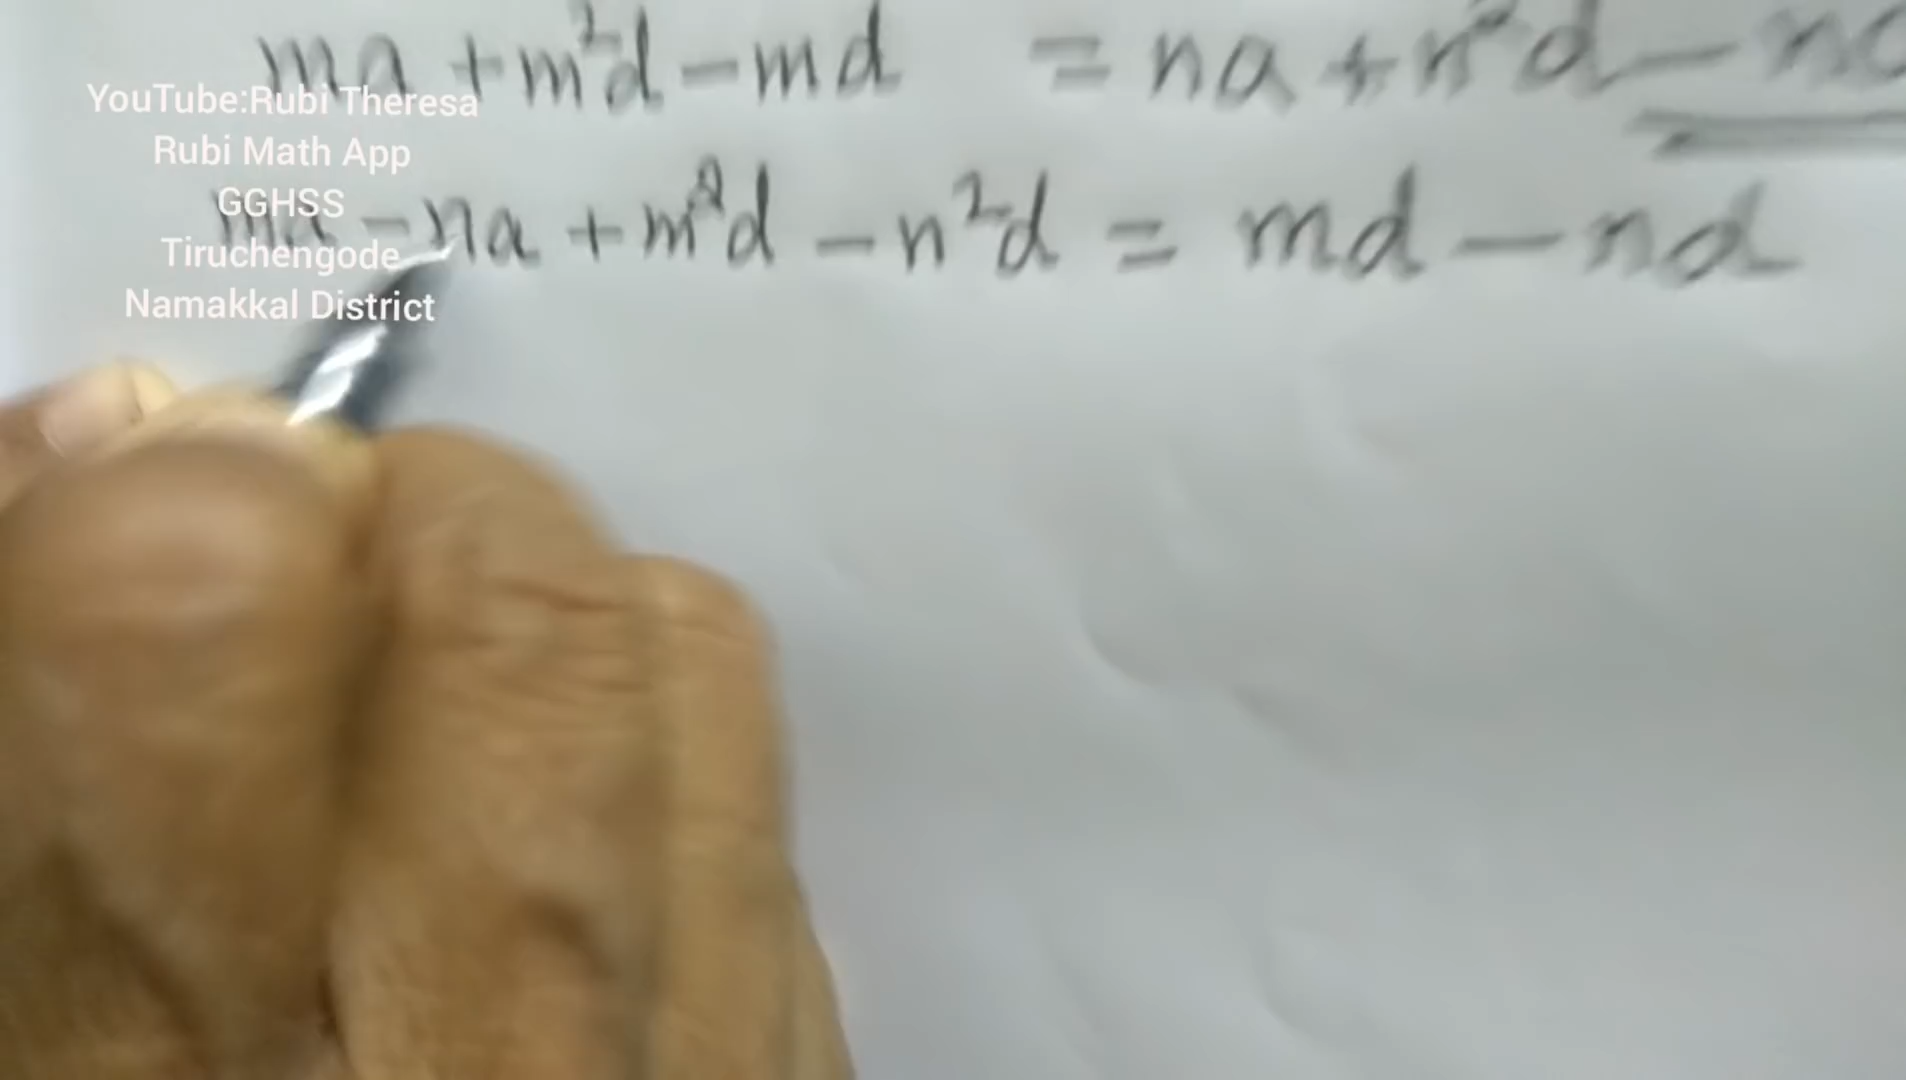 ma + m²d - md = na + n²d - nd
YouTube:Rubi Theresa
Rubi Math App
GGHSS
Tiruchengode
Namakkal District
ma - na + m²d - n²d = md - nd